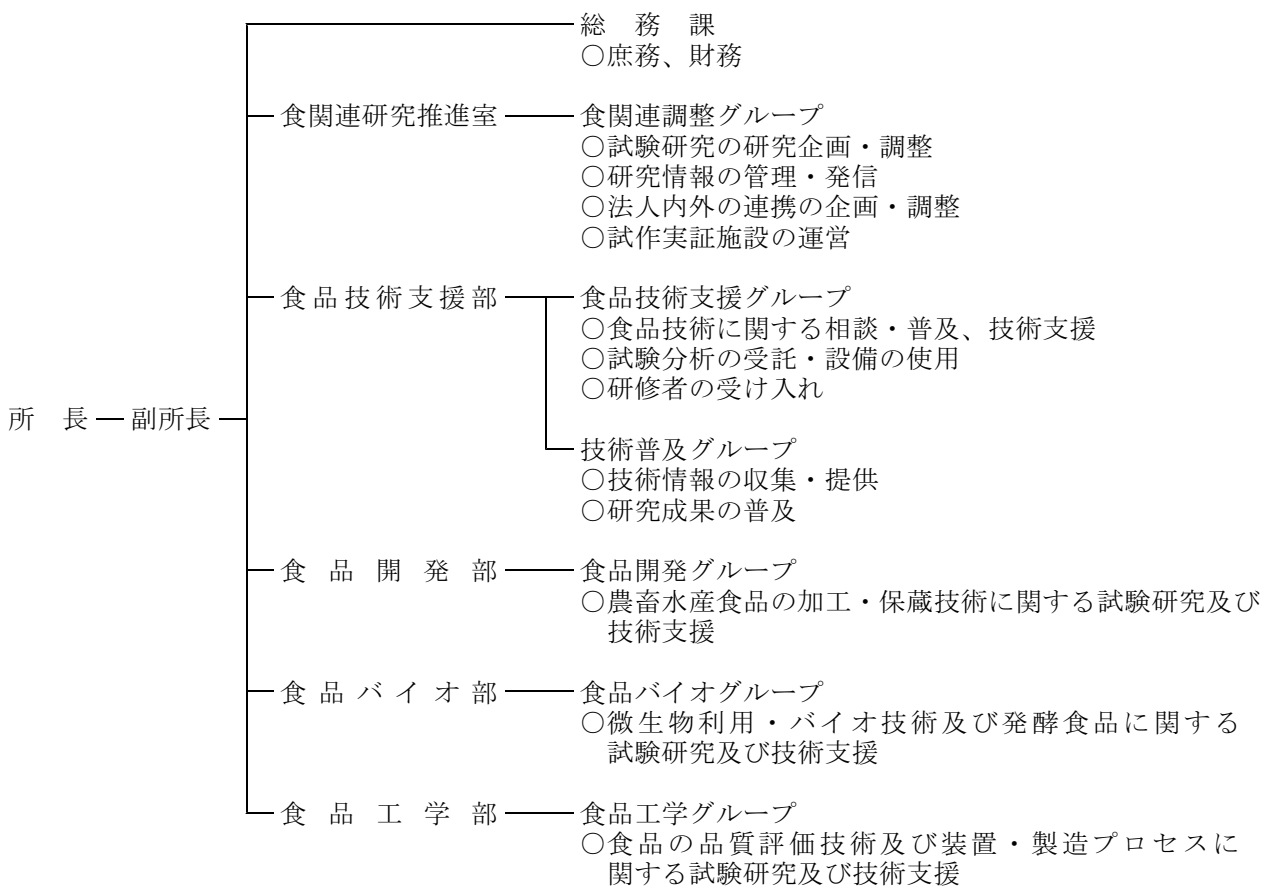 総務課
○庶務、財務
食関連研究推進室 食関連調整グループ
○試験研究の研究企画・調整
○研究情報の管理・発信
○法人内外の連携の企画・調整
○試作実証施設の運営
食品技術支援部 食品技術支援グループ
○食品技術に関する相談・普及、技術支援
○試験分析の受託・設備の使用
○研修者の受け入れ
所長 副所長
技術普及グループ
○技術情報の収集・提供
○研究成果の普及
食品開発部 食品開発グループ
○農畜水産食品の加工・保蔵技術に関する試験研究及び
技術支援
食品バイオ部 食品バイオグループ
○微生物利用・バイオ技術及び発酵食品に関する
試験研究及び技術支援
食品工学部 食品工学グループ
○食品の品質評価技術及び装置・製造プロセスに
関する試験研究及び技術支援